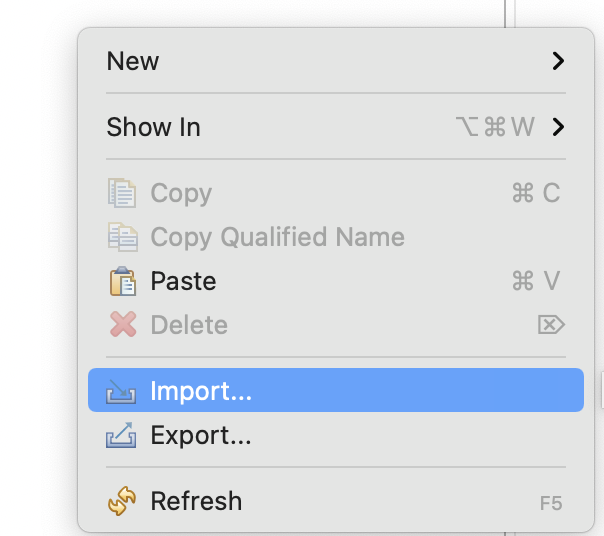 New
Show In ⌥⌘W
Copy ⌘ C
Copy Qualified Name
Paste ⌘ V
Delete ⌦
Import...
Export...
Refresh F5